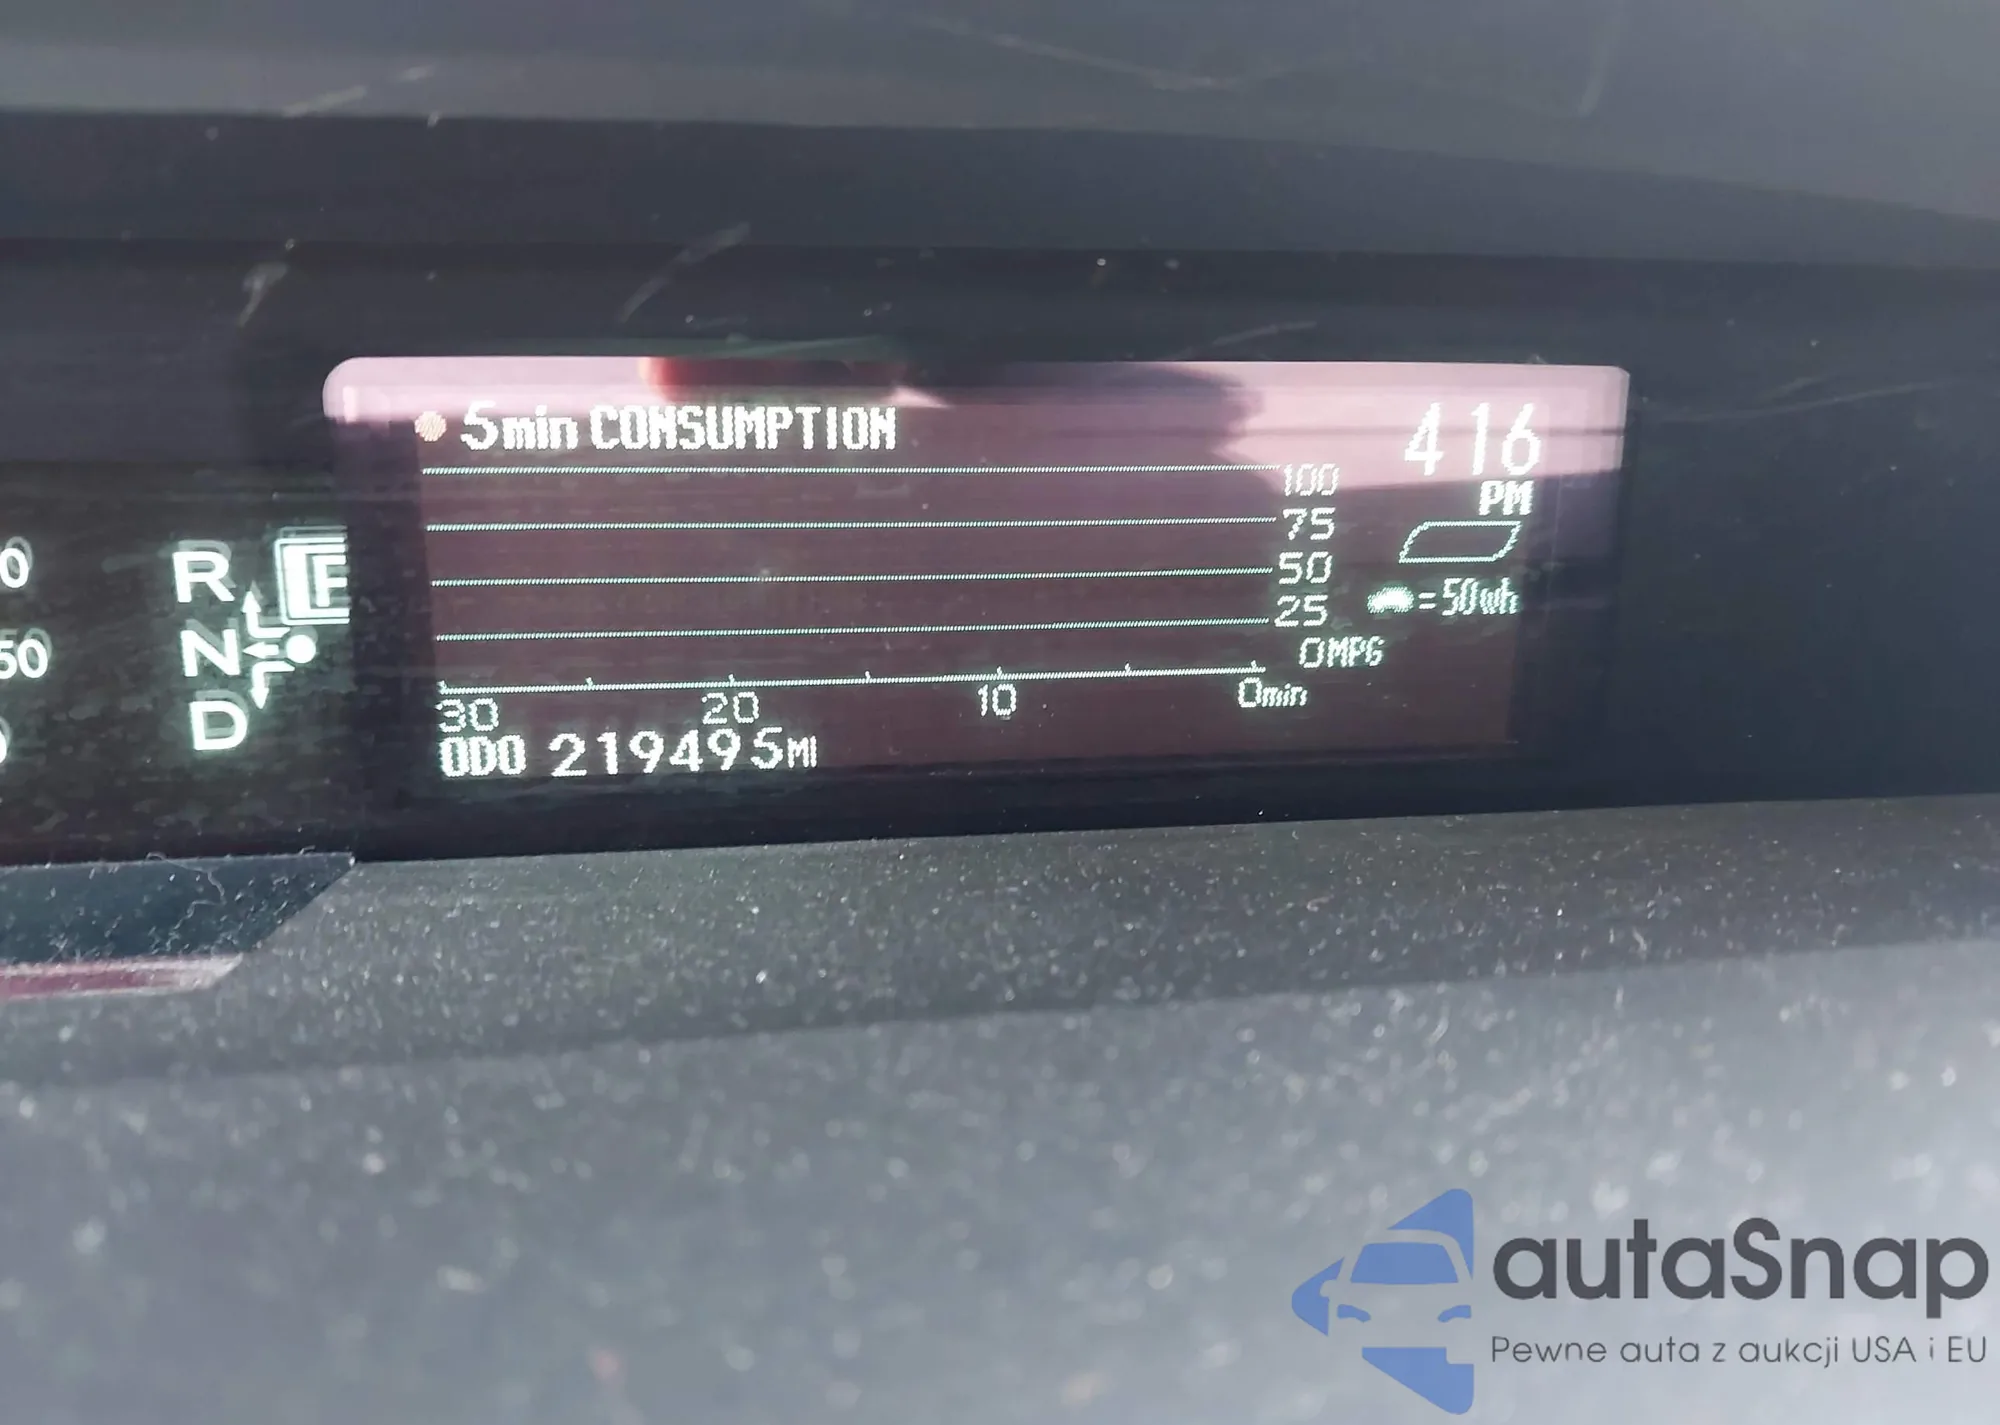 5min CONSUMPTION
416
PM
100
75
50
25
0MPG
= 50wh
30 20 10 0min
ODO 219495MI
R
N
D
P
50
autaSnap
Pewne auta z aukcji USA i EU